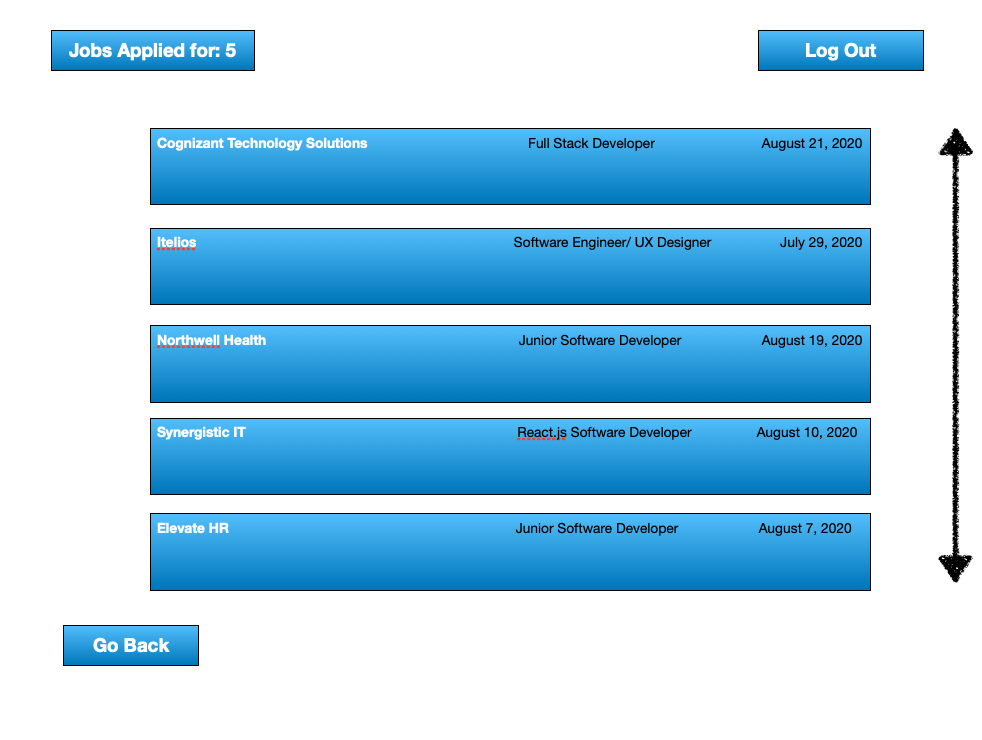 Jobs Applied for: 5
Log Out
Cognizant Technology Solutions Full Stack Developer August 21, 2020
Itelios Software Engineer/ UX Designer July 29, 2020
Northwell Health Junior Software Developer August 19, 2020
Synergistic IT React.js Software Developer August 10, 2020
Elevate HR Junior Software Developer August 7, 2020
Go Back